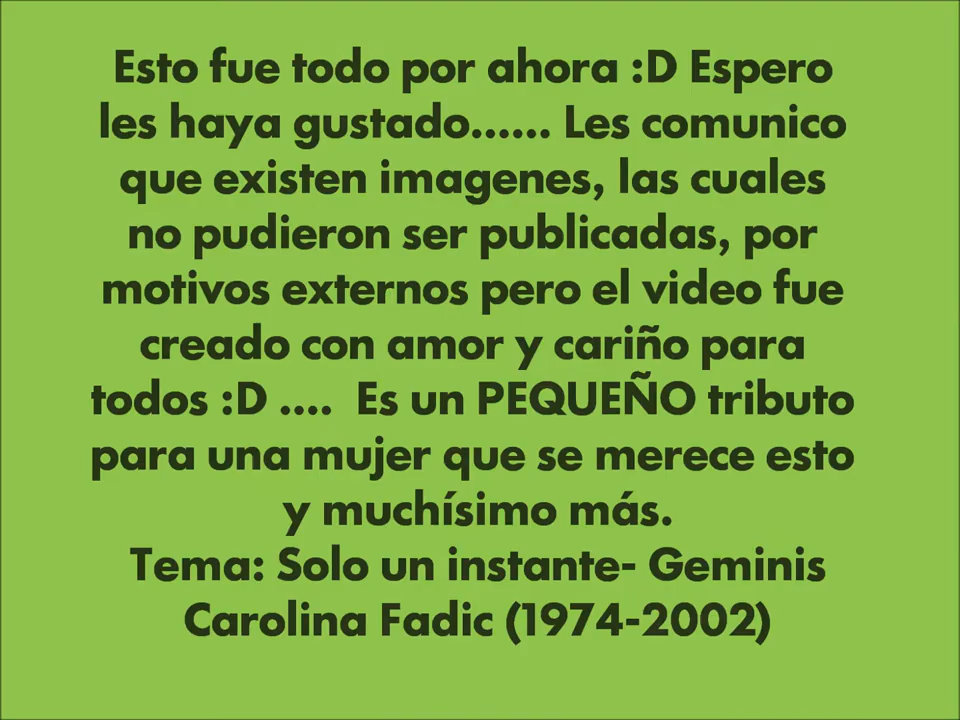 Esto fue todo por ahora :D Espero
les haya gustado...... Les comunico
que existen imagenes, las cuales
no pudieron ser publicadas, por
motivos externos pero el video fue
creado con amor y cariño para
todos :D ....  Es un PEQUEÑO tributo
para una mujer que se merece esto
y muchísimo más.
Tema: Solo un instante- Geminis
Carolina Fadic (1974-2002)